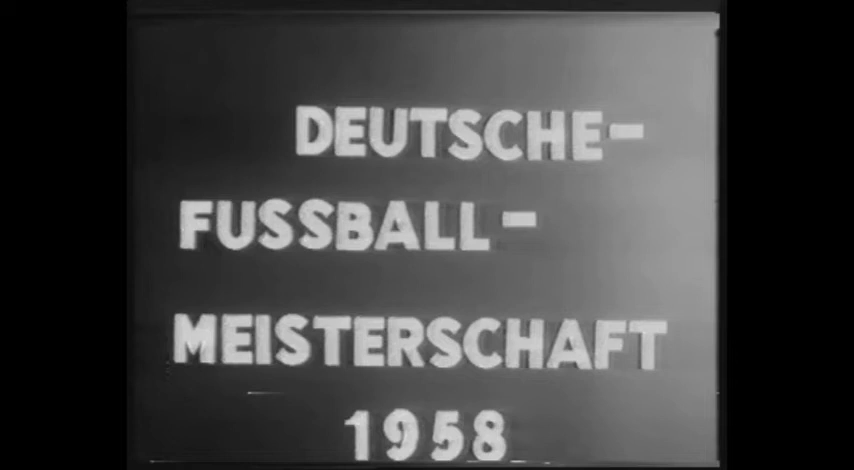 DEUTSCHE-
FUSSBALL-
MEISTERSCHAFT
1958